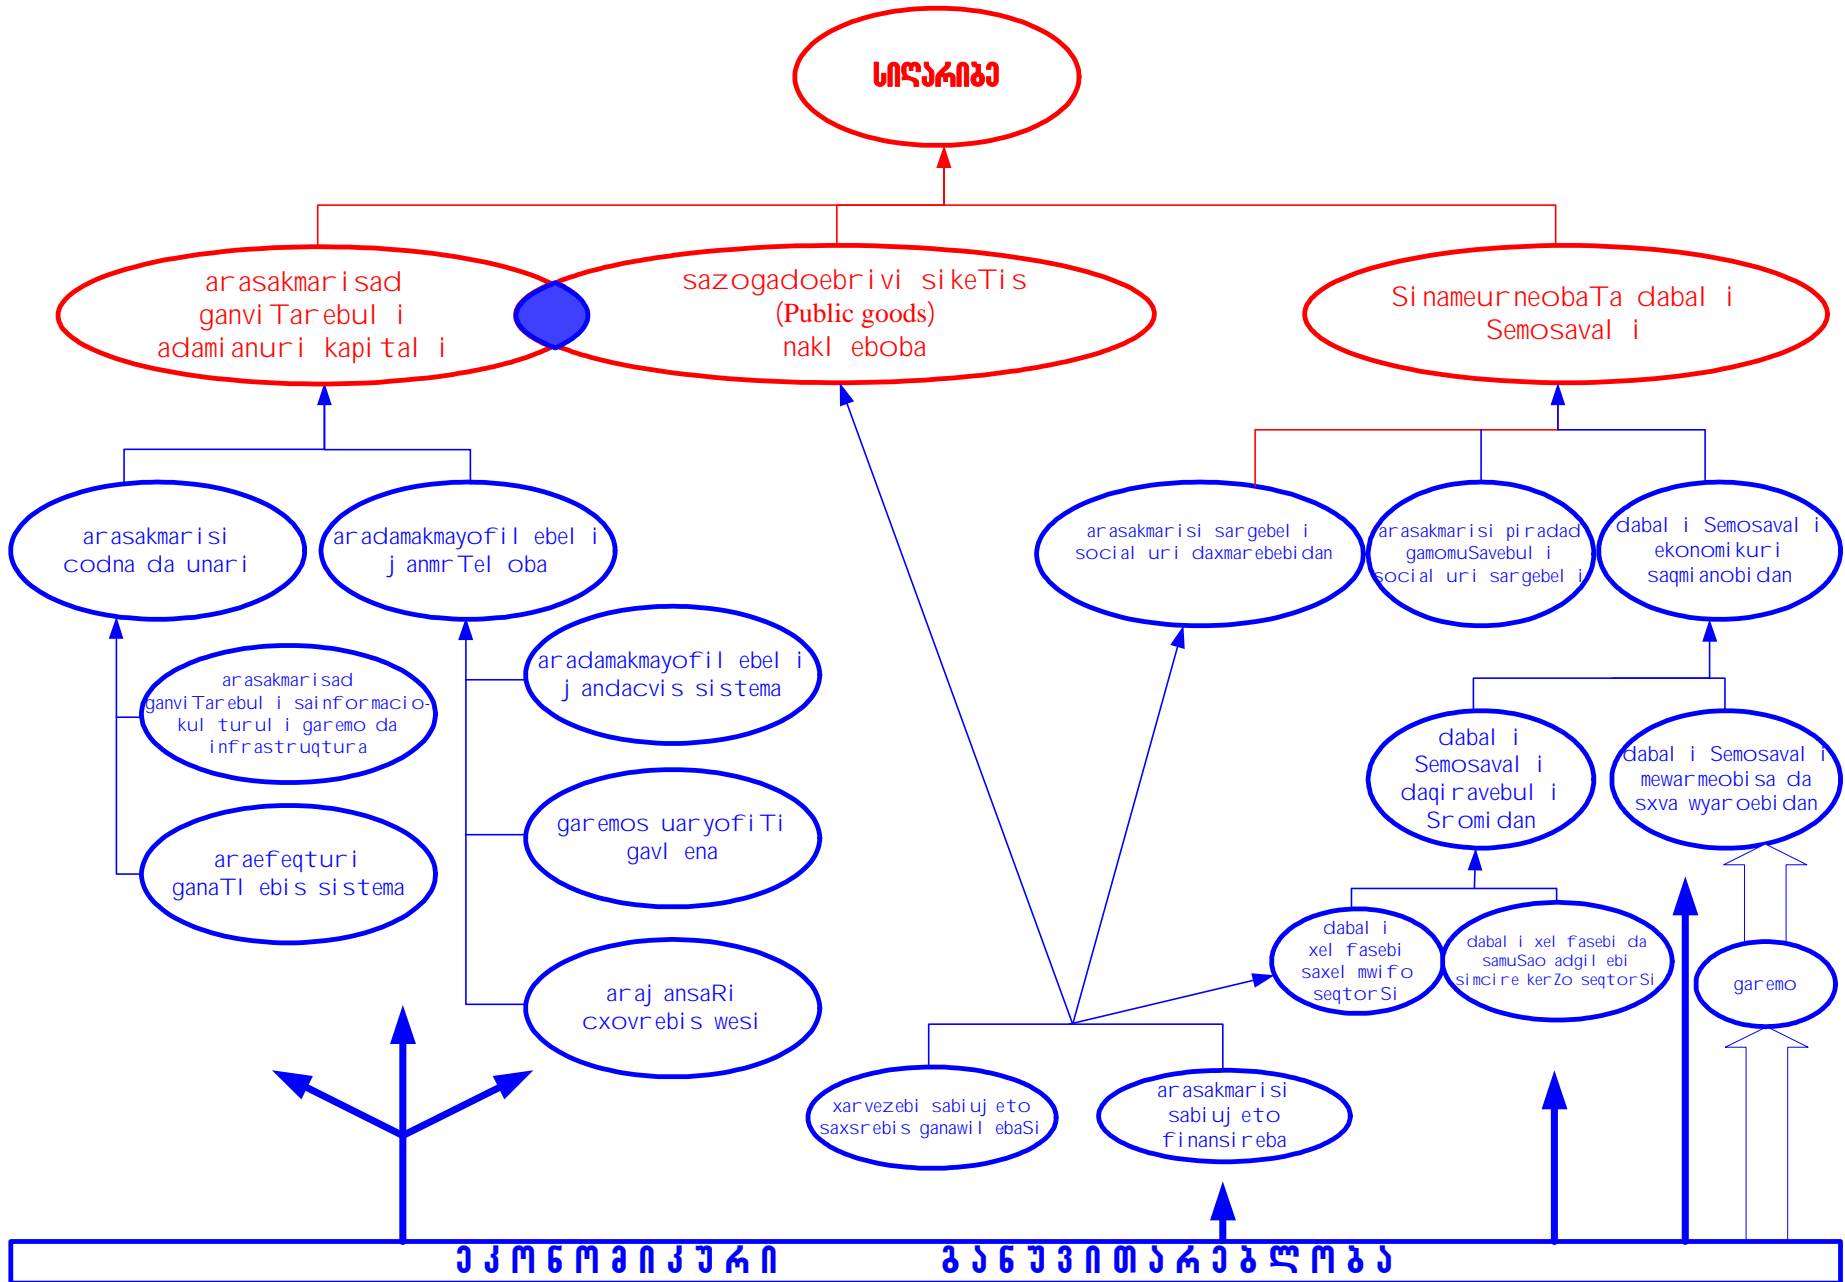 სიღარიბე
arasakmarisad
ganviTarebuli
adamianuri kapitali
sazogadoebrivi sikeTis
(Public goods)
nakleboba
SinameurneobaTa dabali
Semosavali
arasakmarisi
codna da unari
aradamakmayofilebeli
janmrTeloba
arasakmarisi sargebeli
socialuri daxmarebebidan
arasakmarisi piradad
gamomuSavebuli
socialuri sargebeli
dabali Semosavali
ekonomikuri
saqmianobidan
arasakmarisad
ganviTarebuli sainformacio-
kulturuli garemo da
infrastruqtura
aradamakmayofilebeli
jandacvis sistema
dabali
Semosavali
daqiravebuli
Sromidan
dabali Semosavali
mewarmeobisa da
sxva wyaroebidan
garemos uaryofiTi
gavlena
araefeqturi
ganaTlebis sistema
dabali
xelfasebi
saxelmwifo
seqtorSi
dabali xelfasebi da
samuSao adgilebi
simcire kerZo seqtorSi
garemo
arajansaRi
cxovrebis wesi
xarvezebi sabiujeto
saxsrebis ganawilebaSi
arasakmarisi
sabiujeto
finansireba
ეკონომიკური განუვითარებლობა